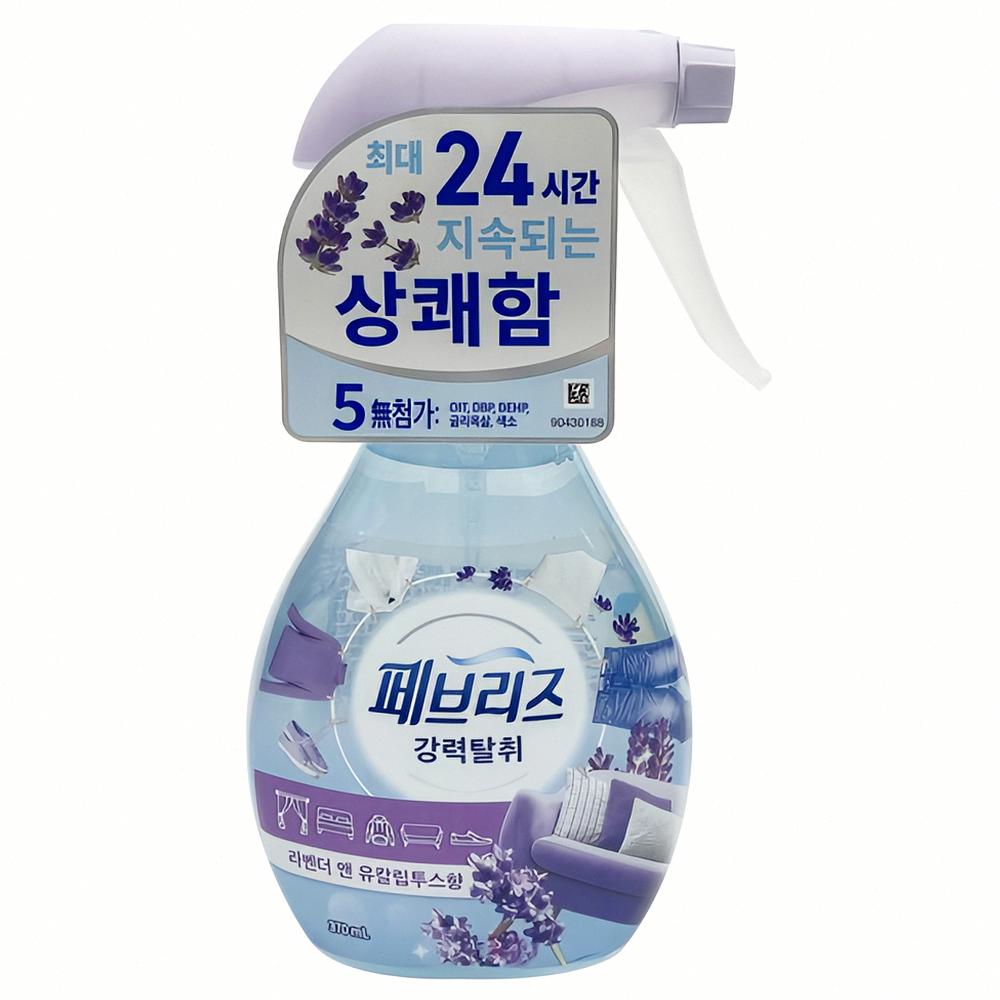 최대 24시간
지속되는
상쾌함
5無첨가: OIT, DBP, DEHP,
글리옥살, 색소
90430188
페브리즈
강력탈취
라벤더 앤 유칼립투스향
370mL